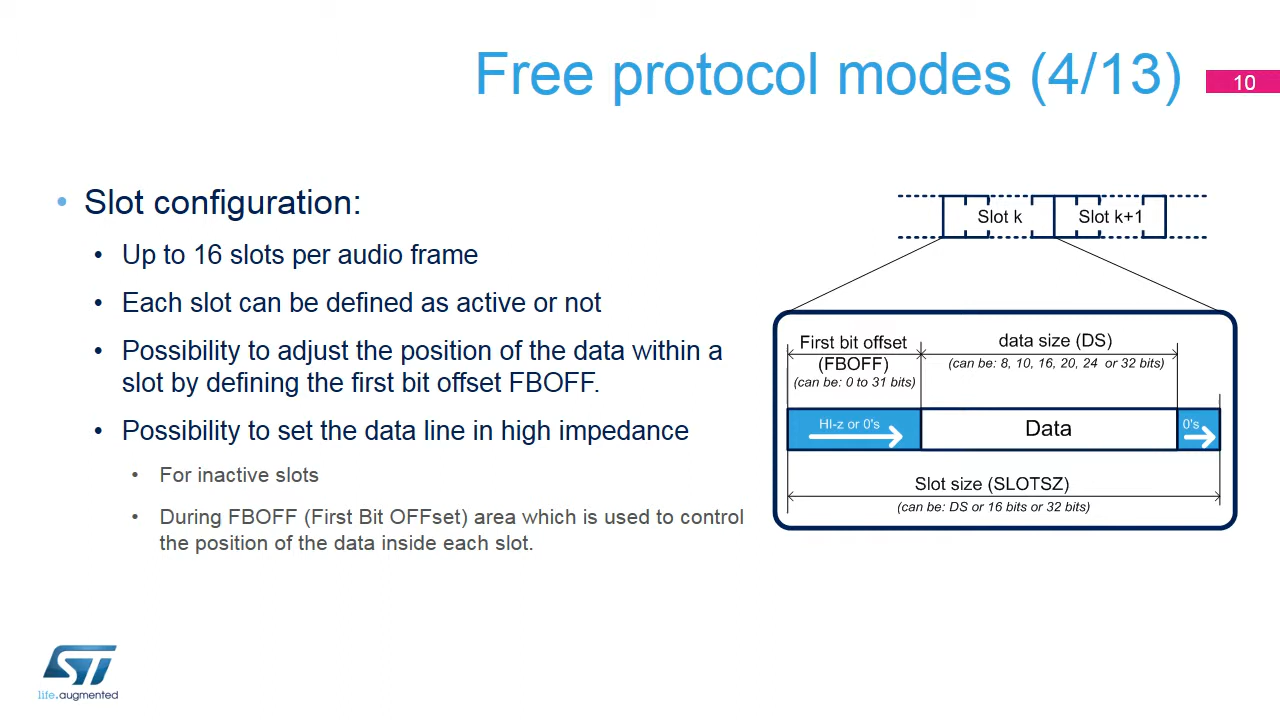 Free protocol modes (4/13)
10
• Slot configuration:
• Up to 16 slots per audio frame
• Each slot can be defined as active or not
• Possibility to adjust the position of the data within a
slot by defining the first bit offset FBOFF.
• Possibility to set the data line in high impedance
• For inactive slots
• During FBOFF (First Bit OFFset) area which is used to control
the position of the data inside each slot.
Slot k
Slot k+1
First bit offset
(FBOFF)
(can be: 0 to 31 bits)
data size (DS)
(can be: 8, 10, 16, 20, 24 or 32 bits)
HI-z or 0's
Data
0's
Slot size (SLOTSZ)
(can be: DS or 16 bits or 32 bits)
ST
life.augmented